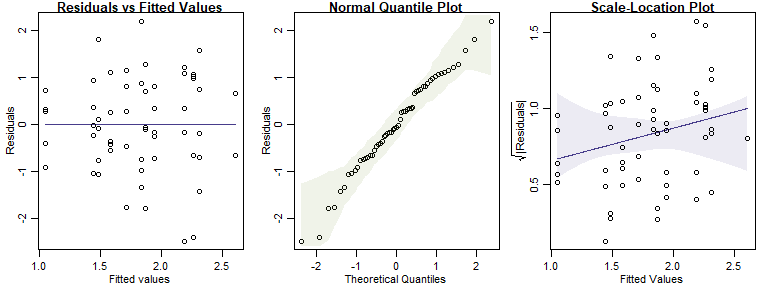 Residuals vs Fitted Values
Residuals
2
1
0
-1
-2
1.0 1.5 2.0 2.5
Fitted values
Normal Quantile Plot
Residuals
2
1
0
-1
-2
-2 -1 0 1 2
Theoretical Quantiles
Scale-Location Plot
√|Residuals|
1.5
1.0
0.5
1.0 1.5 2.0 2.5
Fitted Values